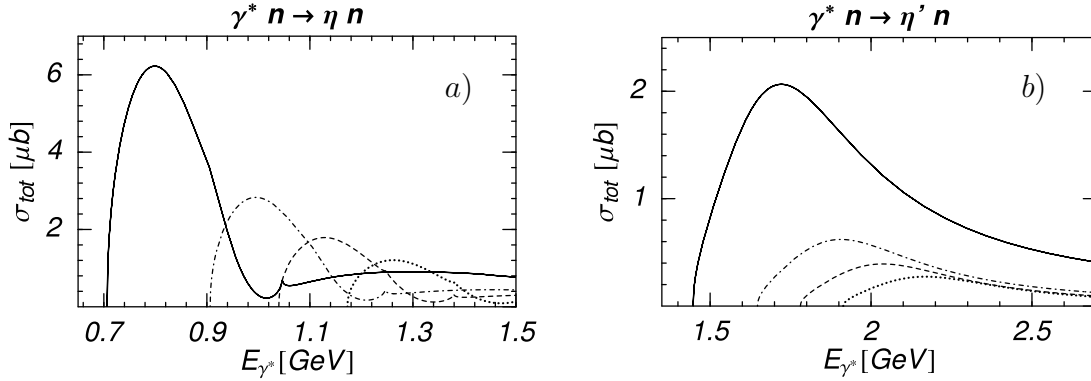 γ* n → η n
a)
6
4
2
σtot [μb]
0.7 0.9 1.1 1.3 1.5
Eγ* [GeV]
γ* n → η' n
b)
2
1
σtot [μb]
1.5 2 2.5
Eγ* [GeV]